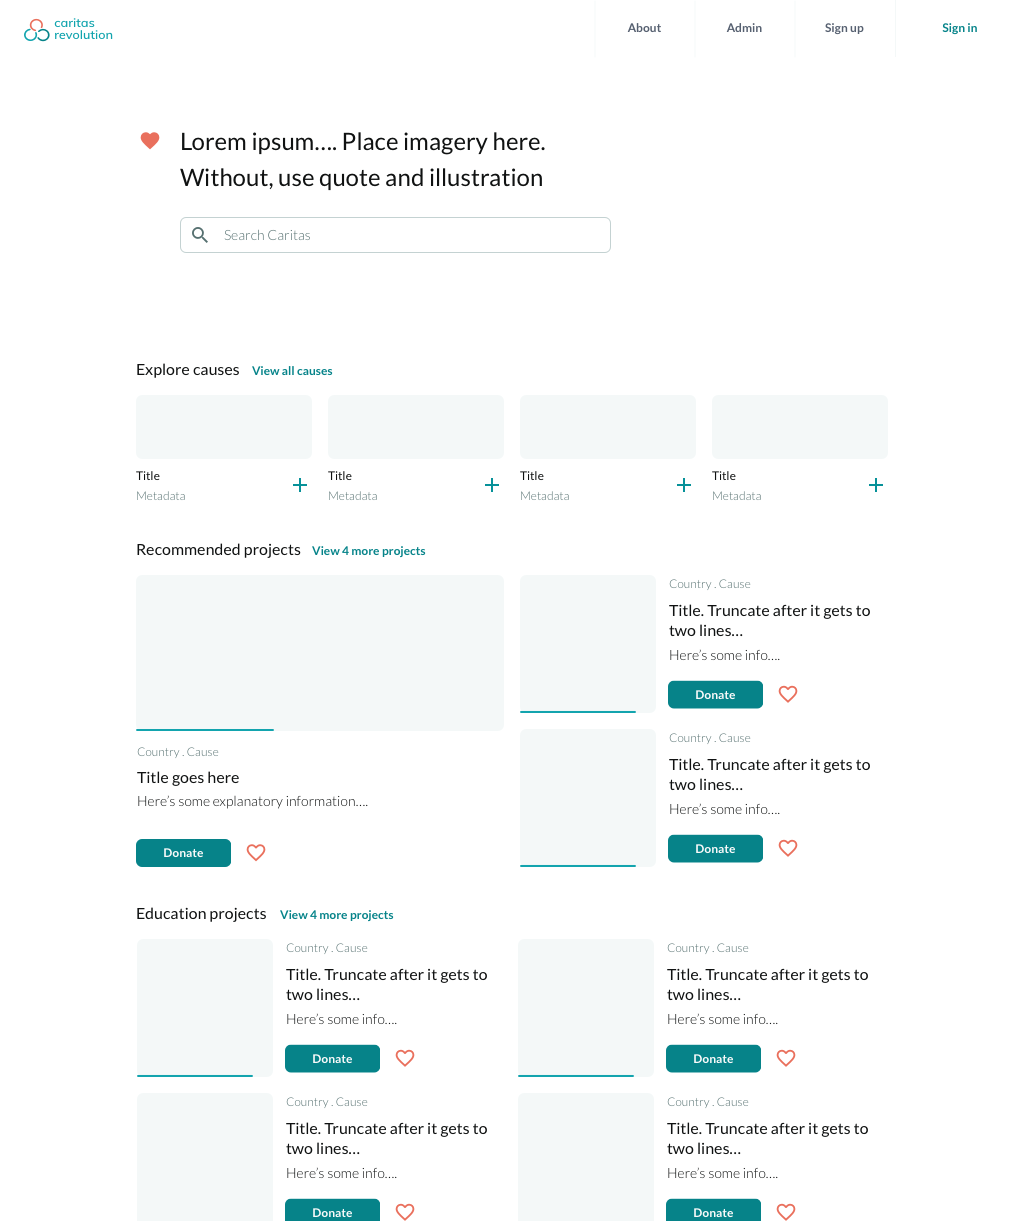 caritas
revolution
About
Admin
Sign up
Sign in
Lorem ipsum.... Place imagery here.
Without, use quote and illustration
Search Caritas
Explore causes
View all causes
Title
Metadata
Title
Metadata
Title
Metadata
Title
Metadata
Recommended projects
View 4 more projects
Country . Cause
Title goes here
Here's some explanatory information....
Donate
Country . Cause
Title. Truncate after it gets to
two lines...
Here's some info....
Donate
Country . Cause
Title. Truncate after it gets to
two lines...
Here's some info....
Donate
Education projects
View 4 more projects
Country . Cause
Title. Truncate after it gets to
two lines...
Here's some info....
Donate
Country . Cause
Title. Truncate after it gets to
two lines...
Here's some info....
Donate
Country . Cause
Title. Truncate after it gets to
two lines...
Here's some info....
Donate
Country . Cause
Title. Truncate after it gets to
two lines...
Here's some info....
Donate